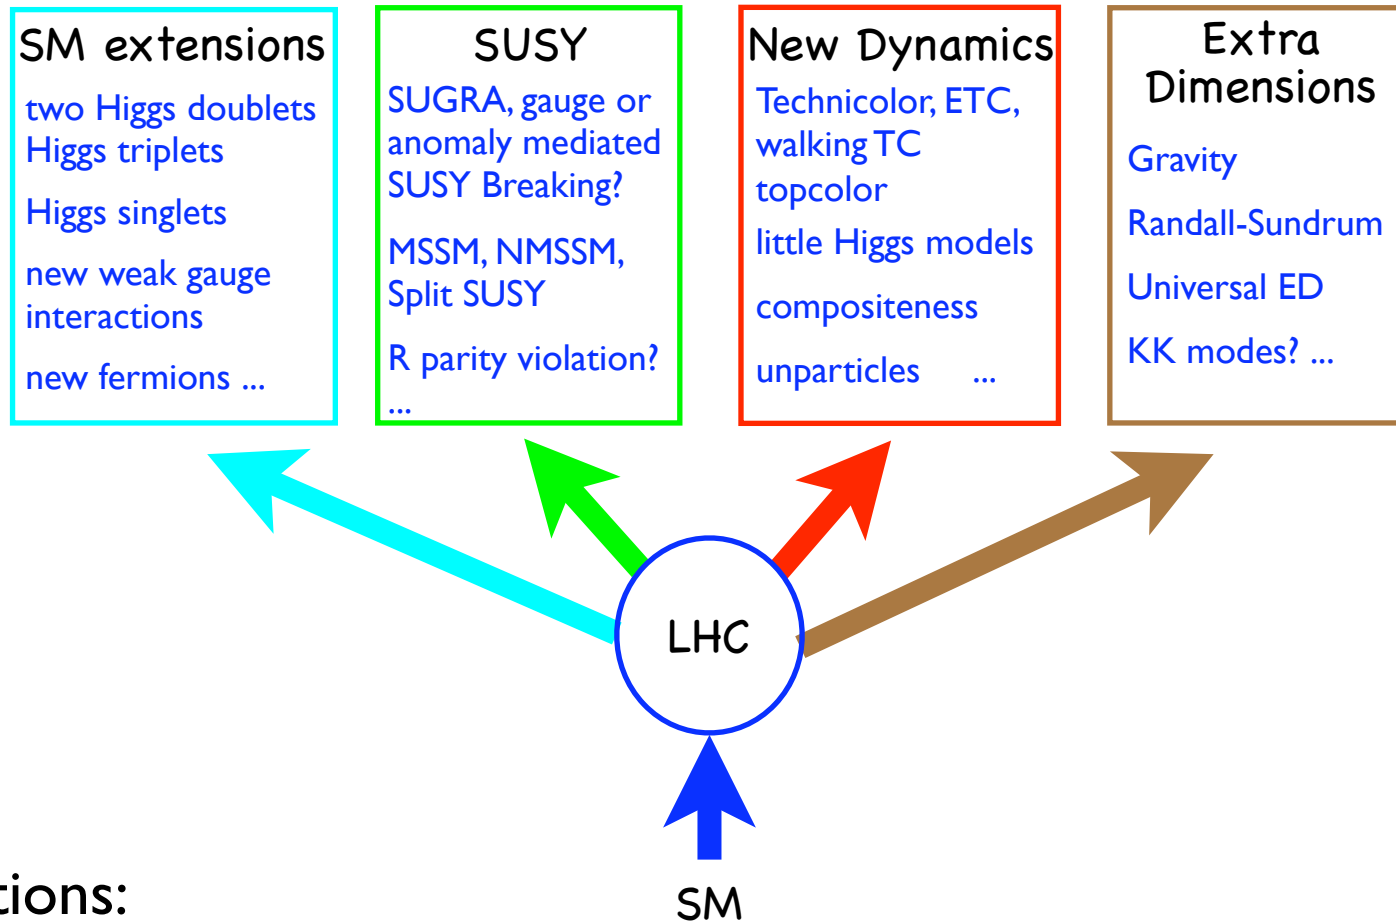 SM extensions
two Higgs doublets
Higgs triplets
Higgs singlets
new weak gauge
interactions
new fermions ...
SUSY
SUGRA, gauge or
anomaly mediated
SUSY Breaking?
MSSM, NMSSM,
Split SUSY
R parity violation?
...
New Dynamics
Technicolor, ETC,
walking TC
topcolor
little Higgs models
compositeness
unparticles ...
Extra
Dimensions
Gravity
Randall-Sundrum
Universal ED
KK modes? ...
LHC
SM
tions: